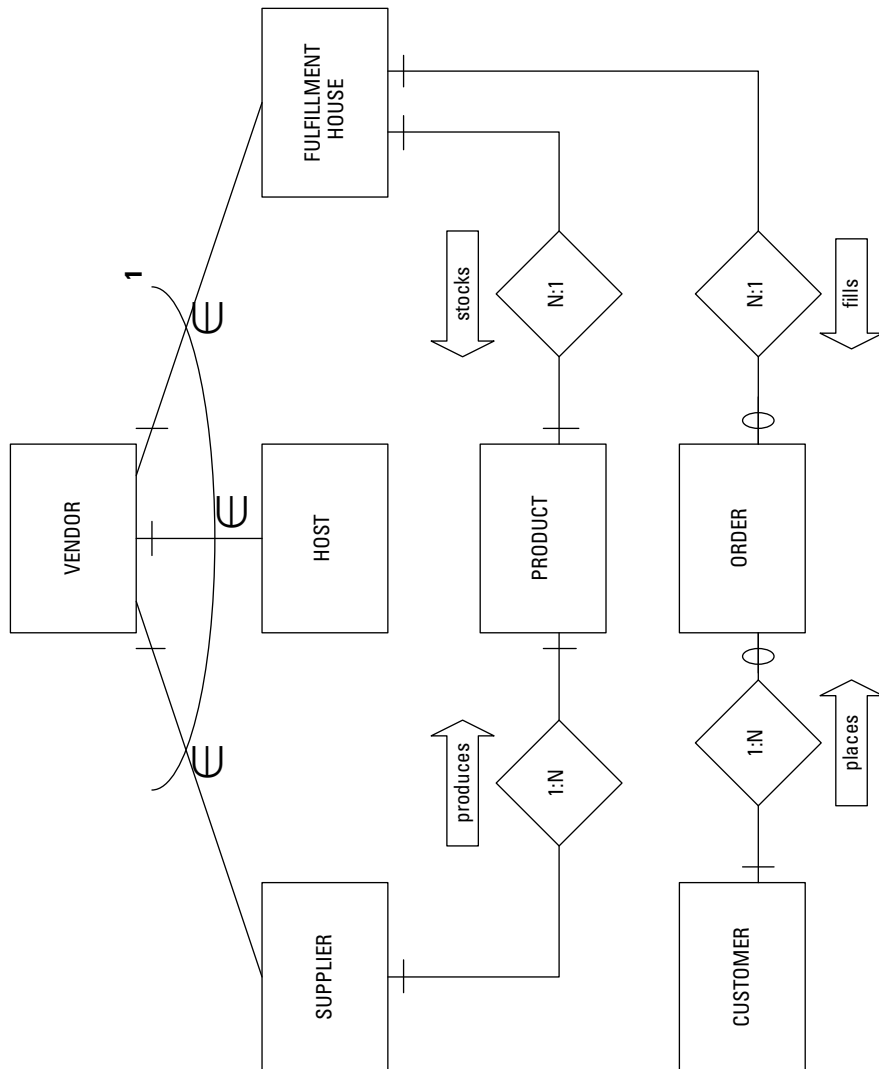 VENDOR
1
SUPPLIER
HOST
FULFILLMENT
HOUSE
produces
stocks
1:N
PRODUCT
N:1
CUSTOMER
1:N
ORDER
N:1
places
fills
∈
∈
∈